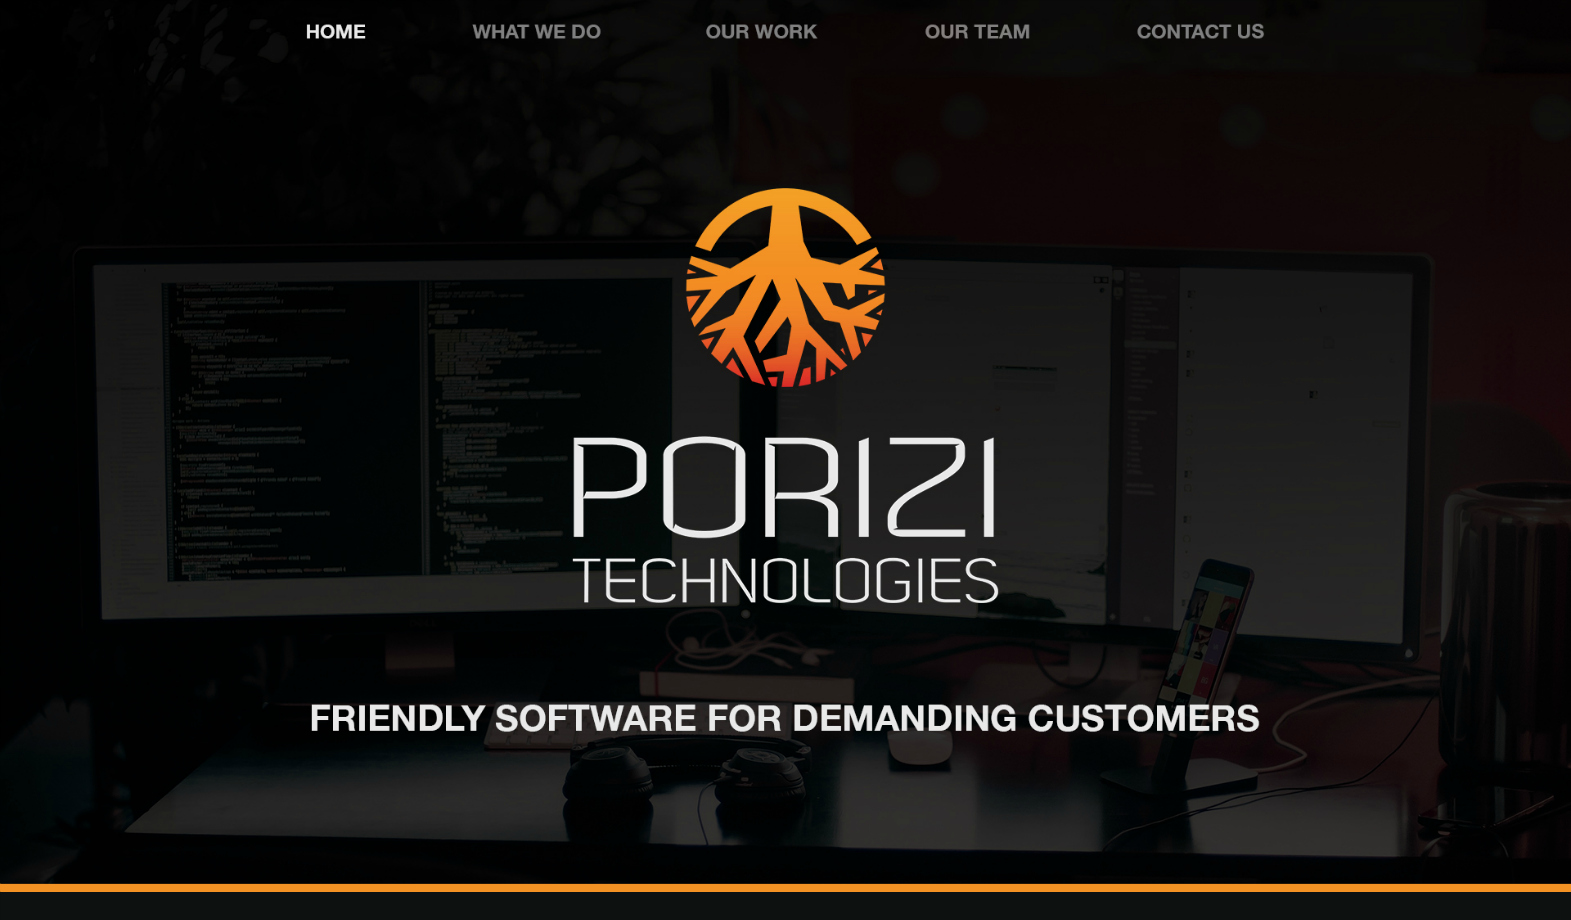 HOME
WHAT WE DO
OUR WORK
OUR TEAM
CONTACT US
PORIZI
TECHNOLOGIES
FRIENDLY SOFTWARE FOR DEMANDING CUSTOMERS